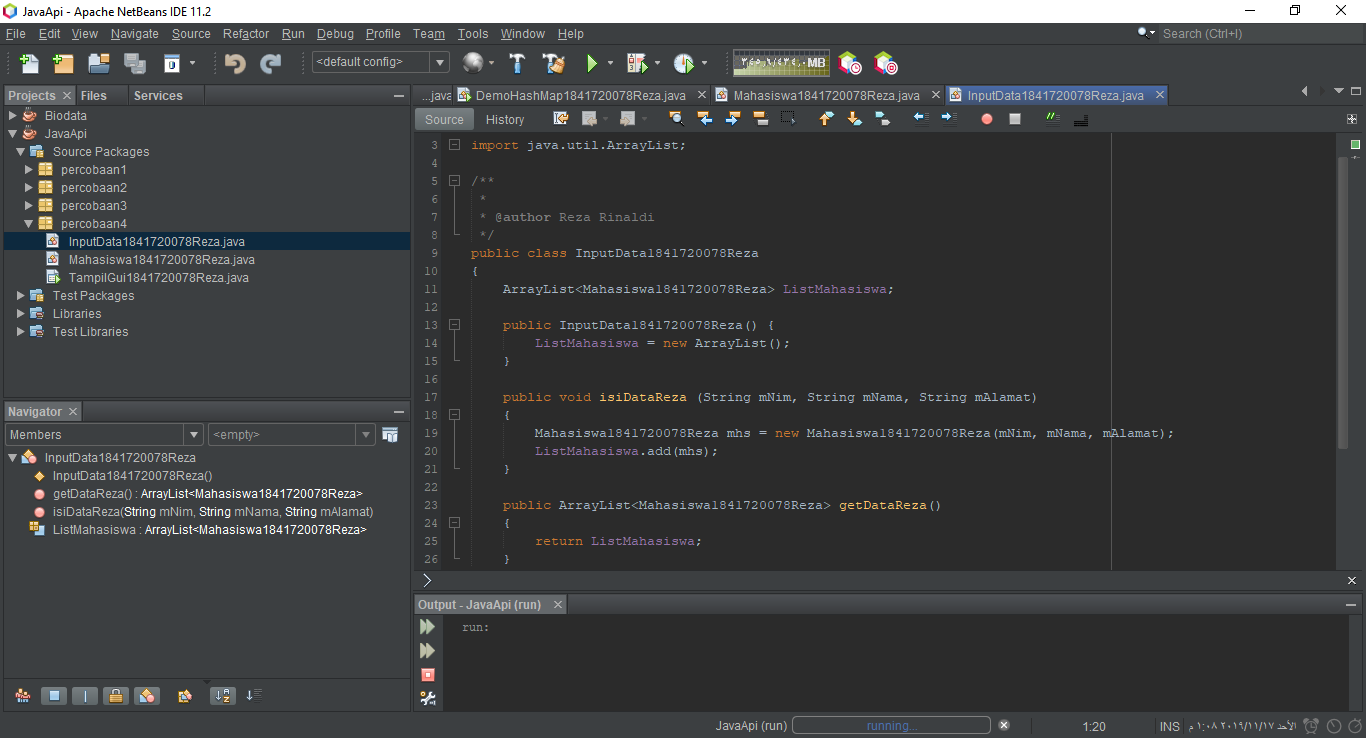 JavaApi - Apache NetBeans IDE 11.2
File Edit View Navigate Source Refactor Run Debug Profile Team Tools Window Help
Search (Ctrl+I)
<default config>
Projects Files Services
Biodata
JavaApi
Source Packages
percobaan1
percobaan2
percobaan3
percobaan4
InputData1841720078Reza.java
Mahasiswa1841720078Reza.java
TampilGui1841720078Reza.java
Test Packages
Libraries
Test Libraries
Navigator
Members <empty>
InputData1841720078Reza
InputData1841720078Reza()
getDataReza() : ArrayList<Mahasiswa1841720078Reza>
isiDataReza(String mNim, String mNama, String mAlamat)
ListMahasiswa : ArrayList<Mahasiswa1841720078Reza>
...java DemoHashMap1841720078Reza.java Mahasiswa1841720078Reza.java InputData1841720078Reza.java
Source History
3 import java.util.ArrayList;
4
5 /**
6 *
7 * @author Reza Rinaldi
8 */
9 public class InputData1841720078Reza
10 {
11 ArrayList<Mahasiswa1841720078Reza> ListMahasiswa;
12
13 public InputData1841720078Reza() {
14 ListMahasiswa = new ArrayList();
15 }
16
17 public void isiDataReza (String mNim, String mNama, String mAlamat)
18 {
19 Mahasiswa1841720078Reza mhs = new Mahasiswa1841720078Reza(mNim, mNama, mAlamat);
20 ListMahasiswa.add(mhs);
21 }
22
23 public ArrayList<Mahasiswa1841720078Reza> getDataReza()
24 {
25 return ListMahasiswa;
26 }
Output - JavaApi (run)
run:
JavaApi (run) running... 1:20 INS الأحد ٢٠١٩/١١/١٧ ١:٠٨ م